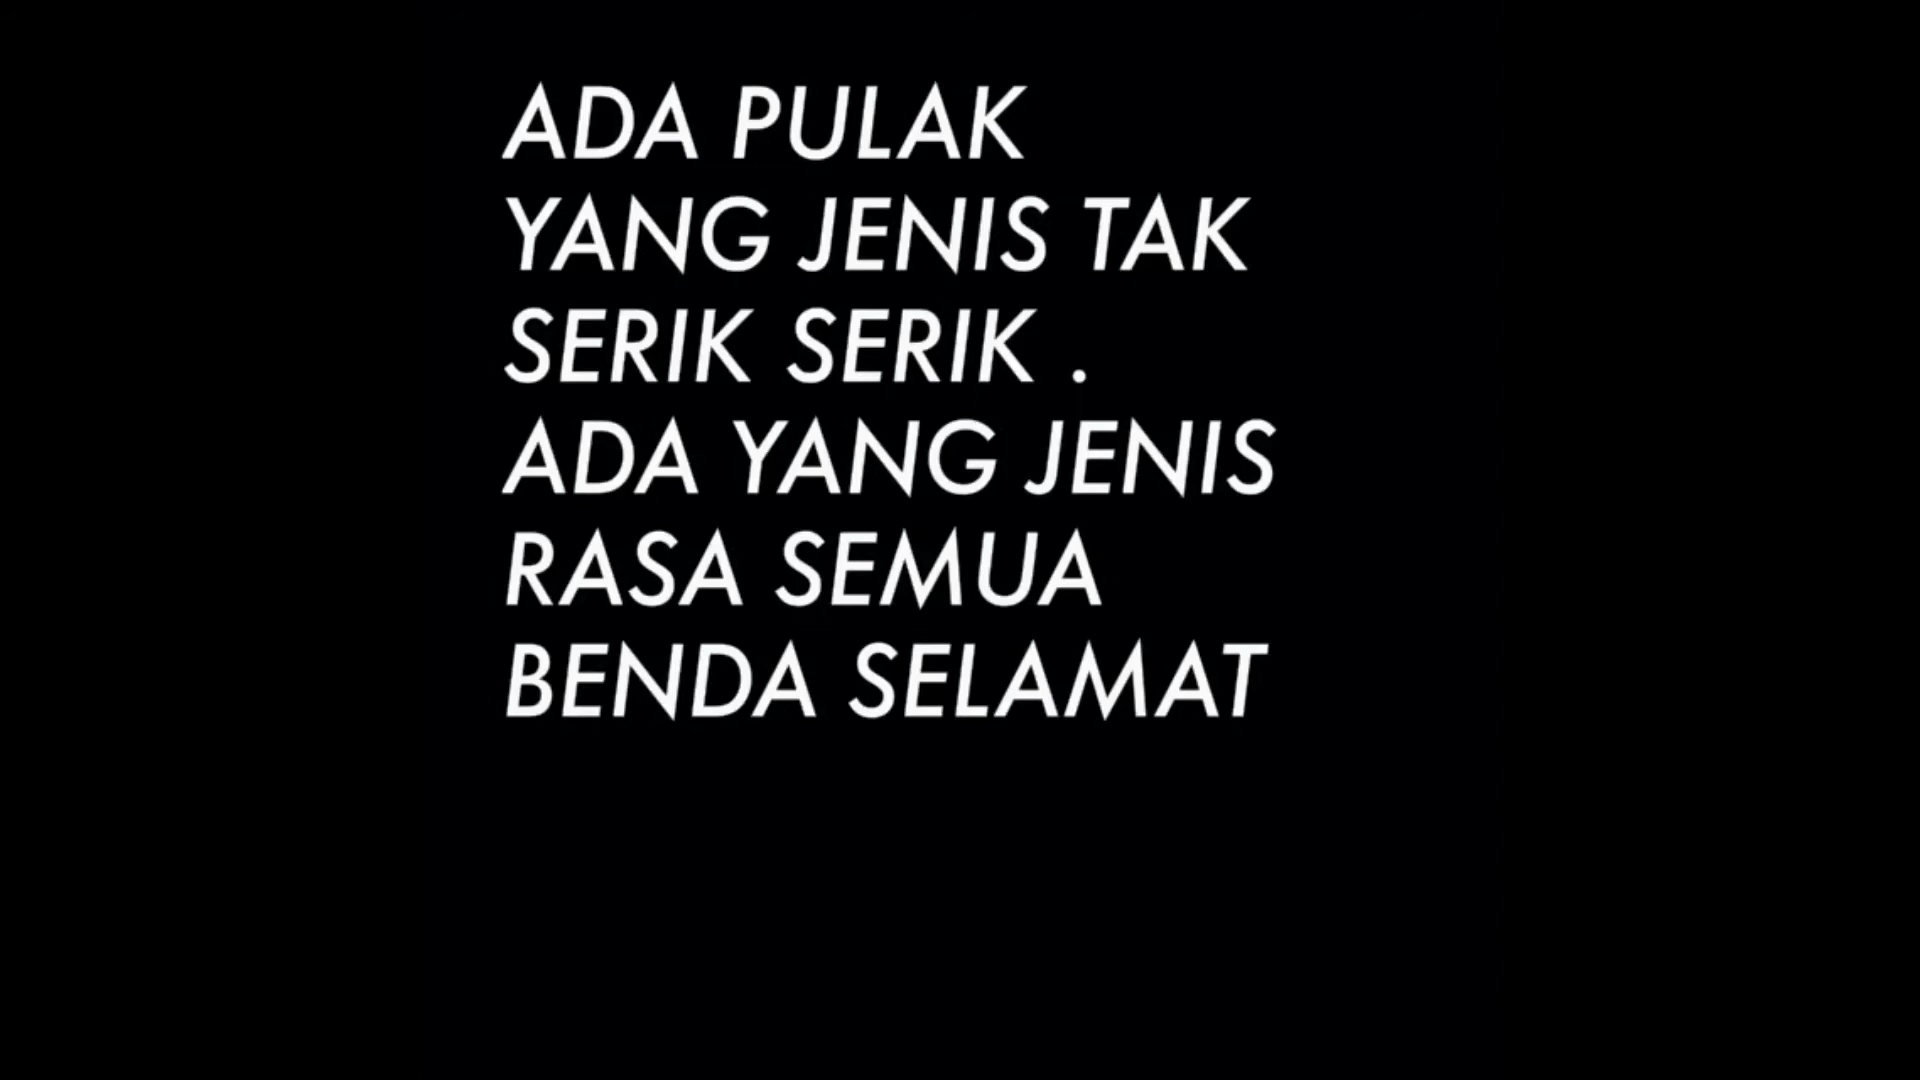 ADA PULAK
YANG JENIS TAK
SERIK SERIK .
ADA YANG JENIS
RASA SEMUA
BENDA SELAMAT